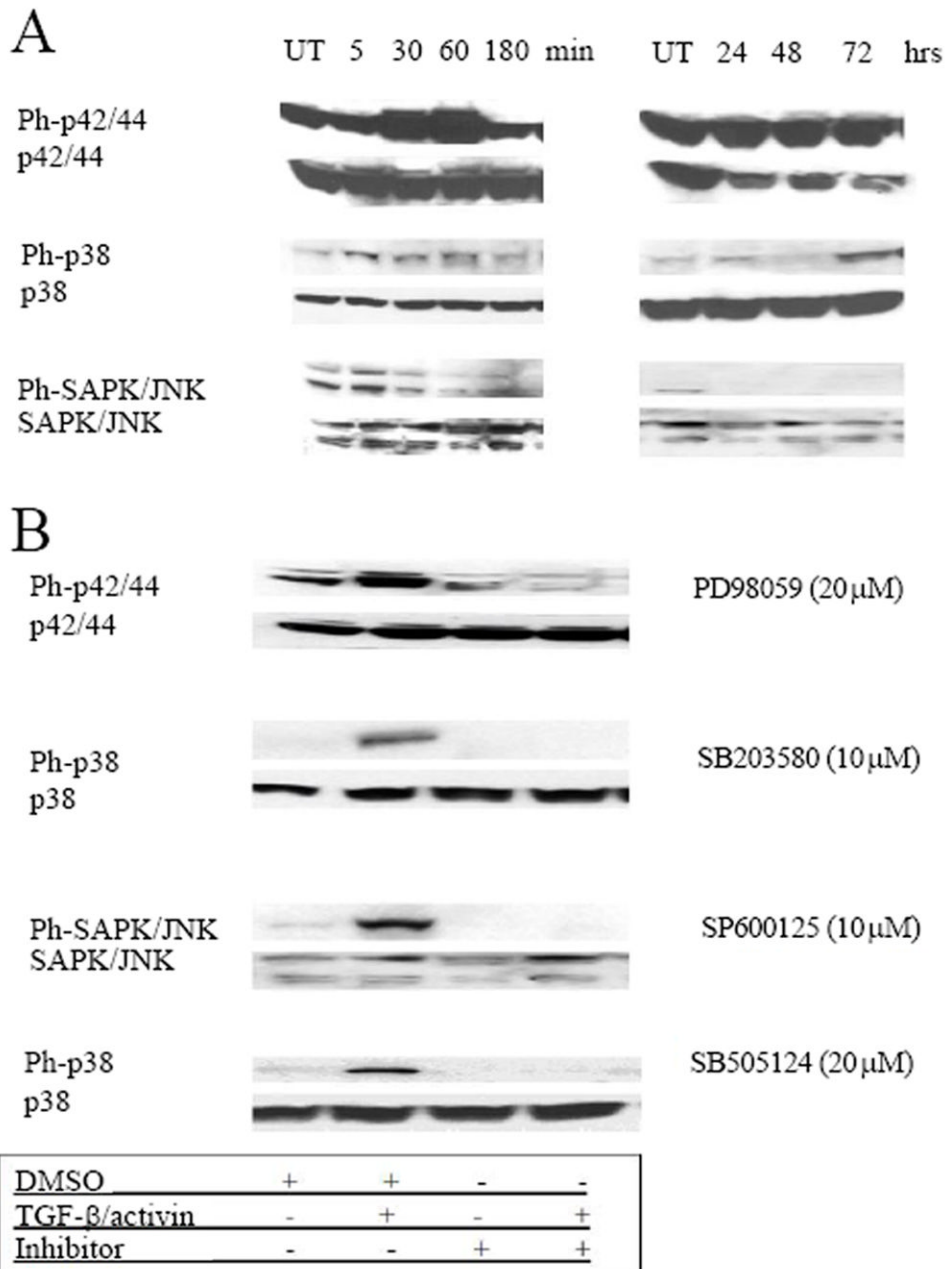 A
UT 5 30 60 180 min UT 24 48 72 hrs
Ph-p42/44
p42/44
Ph-p38
p38
Ph-SAPK/JNK
SAPK/JNK
B
Ph-p42/44
p42/44
PD98059 (20µM)
Ph-p38
p38
SB203580 (10µM)
Ph-SAPK/JNK
SAPK/JNK
SP600125 (10µM)
Ph-p38
p38
SB505124 (20µM)
DMSO + + - -
TGF-β/activin - + - +
Inhibitor - - + +